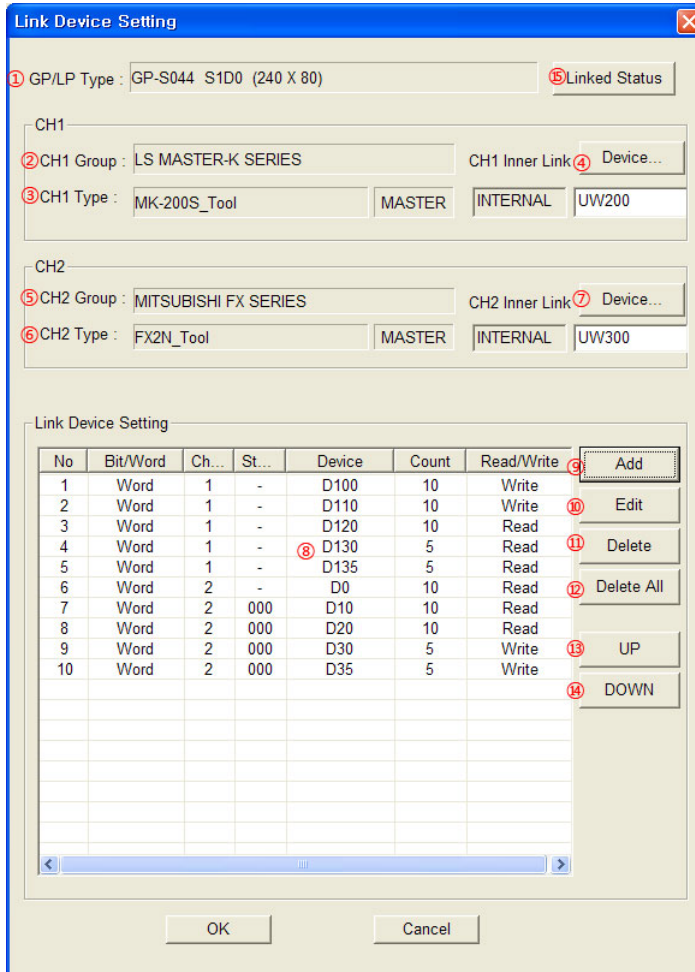 Link Device Setting
① GP/LP Type : GP-S044 S1D0 (240 X 80) ⑮ Linked Status
CH1
② CH1 Group : LS MASTER-K SERIES CH1 Inner Link ④ Device...
③ CH1 Type : MK-200S_Tool MASTER INTERNAL UW200
CH2
⑤ CH2 Group : MITSUBISHI FX SERIES CH2 Inner Link ⑦ Device...
⑥ CH2 Type : FX2N_Tool MASTER INTERNAL UW300
Link Device Setting
No Bit/Word Ch... St... Device Count Read/Write ⑨ Add
1 Word 1 - D100 10 Write
2 Word 1 - D110 10 Write ⑩ Edit
3 Word 1 - D120 10 Read
4 Word 1 - ⑧ D130 5 Read ⑪ Delete
5 Word 1 - D135 5 Read
6 Word 2 - D0 10 Read ⑫ Delete All
7 Word 2 000 D10 10 Read
8 Word 2 000 D20 10 Read
9 Word 2 000 D30 5 Write ⑬ UP
10 Word 2 000 D35 5 Write
⑭ DOWN
OK Cancel